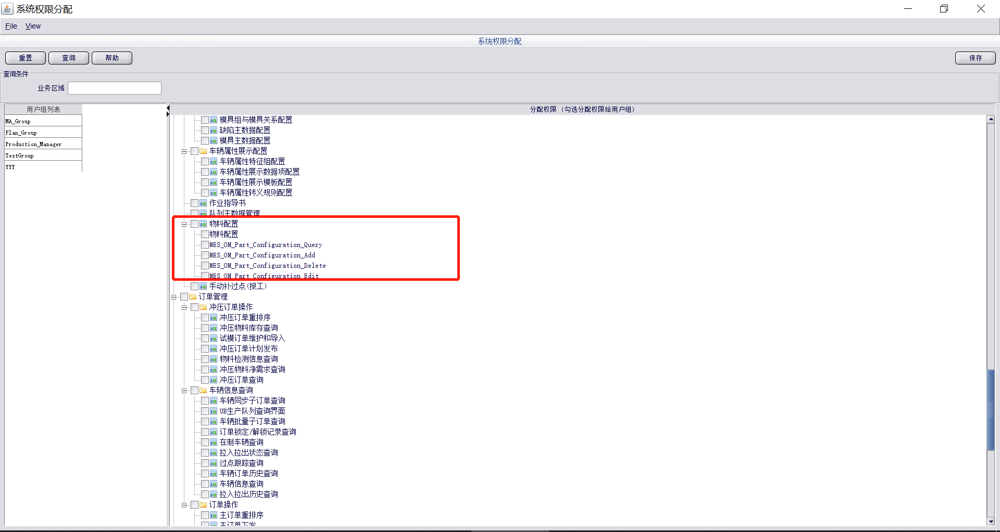 系统权限分配
File View
系统权限分配
重置 查询 帮助 保存
查询条件
业务区域
用户组列表
MA_Group
Plan_Group
Production_Manager
TestGroup
YYY
分配权限 (勾选分配权限给用户组)
模具组与模具关系配置
缺陷主数据配置
模具主数据配置
车辆属性展示配置
车辆属性特征组配置
车辆属性展示数据项配置
车辆属性展示模板配置
车辆属性转义规则配置
作业指导书
队列主数据管理
物料配置
物料配置
MES_OM_Part_Configuration_Query
MES_OM_Part_Configuration_Add
MES_OM_Part_Configuration_Delete
MES_OM_Part_Configuration_Edit
手动补过点(报工)
订单管理
冲压订单操作
冲压订单重排序
冲压物料库存查询
试模订单维护和导入
冲压订单计划发布
物料检测信息查询
冲压物料净需求查询
冲压订单查询
车辆信息查询
车辆同步子订单查询
UB生产队列查询界面
车辆批量子订单查询
订单锁定/解锁记录查询
在制车辆查询
拉入拉出状态查询
过点跟踪查询
车辆订单历史查询
车辆信息查询
拉入拉出历史查询
订单操作
主订单重排序
主订单下发